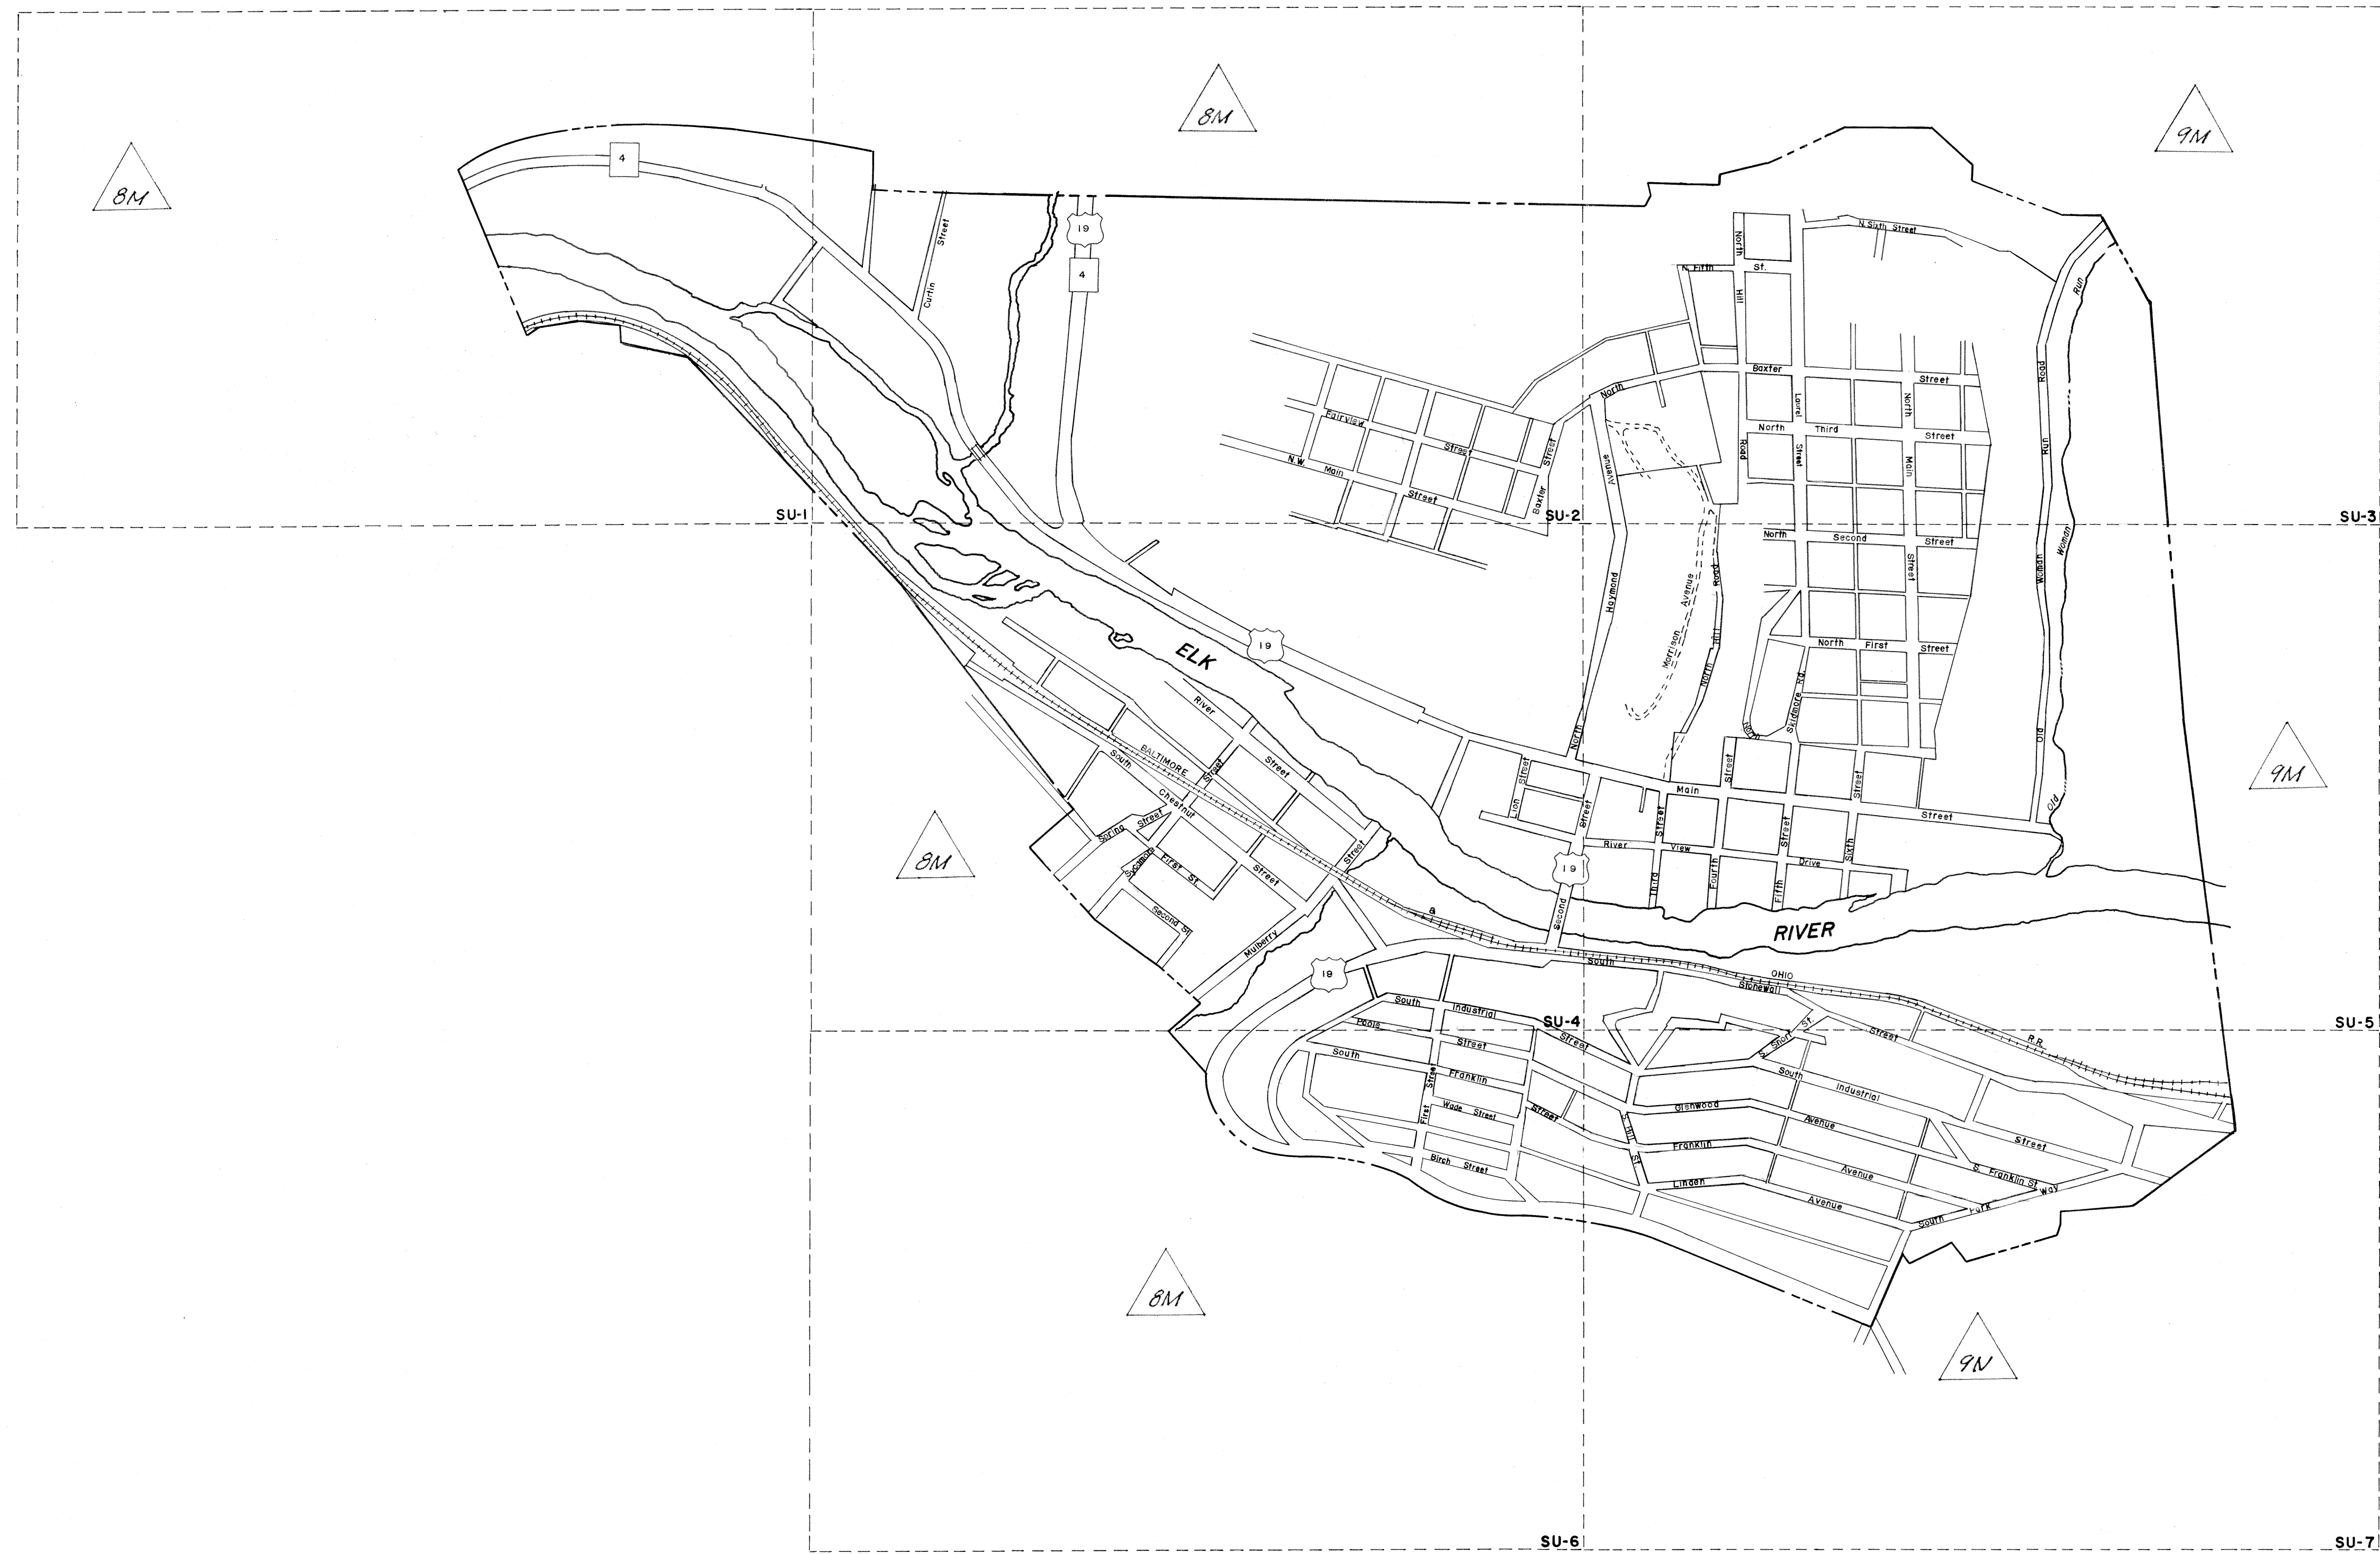 8M
8M
9M
4
19
4
Curtin
Street
N. Sixth Street
N. Fifth
St.
North
Hill
Road
Baxter
Street
North
Avenue
Haymond
North
Fairview
Street
N.W.
Main
Street
Baxter
Street
Laurel
Street
North
Main
Street
North
Third
Street
Run
Road
Run
Woman
Old
Woman
Old
SU-1
SU-2
SU-3
North
Second
Street
Morrison
Avenue
Road
Hill
North
North
First
Street
Skidmore Rd.
North
ELK
19
River
Street
BALTIMORE
South
Chestnut
Street
Street
Spring
Street
Sycamore
First St.
Second St.
Mulberry
Street
8M
9M
Lion
Street
Street
Main
Street
Street
Street
Street
Street
River
View
Drive
Third
Fourth
Fifth
Sixth
19
Second
RIVER
&
OHIO
R.R.
19
South
Stonewall
Street
South
Industrial
Street
S. Short St.
SU-4
SU-5
Street
South
Franklin
Street
Street
First
Wade Street
Birch Street
S. Hill
St.
South
Industrial
Street
Glenwood
Avenue
Franklin
Avenue
Linden
Avenue
S. Franklin St.
South
Park
Way
8M
9N
SU-6
SU-7